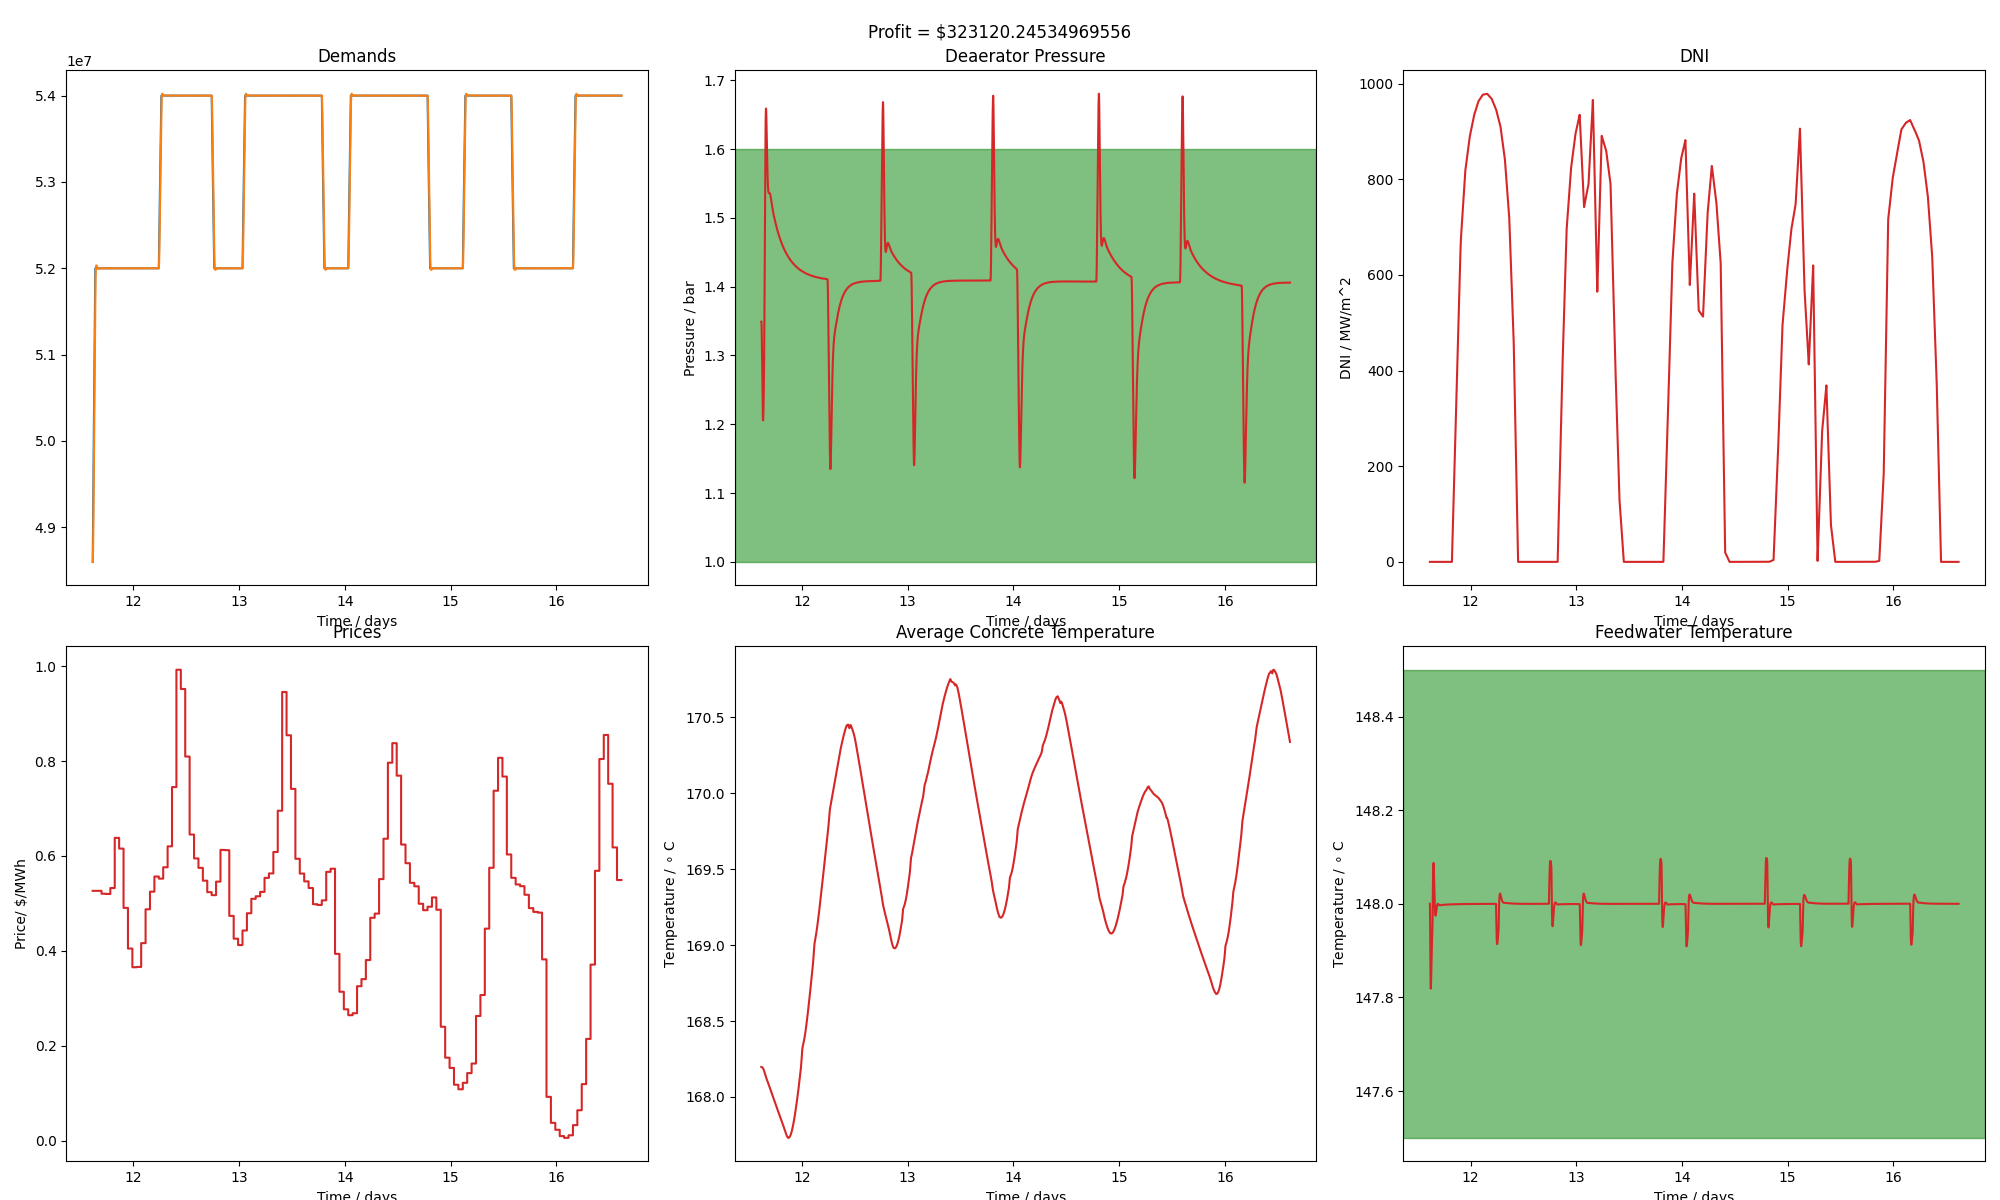 Profit = $323120.24534969556
Demands
1e7
5.4
5.3
5.2
5.1
5.0
4.9
12 13 14 15 16
Time / days
Deaerator Pressure
Pressure / bar
1.7
1.6
1.5
1.4
1.3
1.2
1.1
1.0
12 13 14 15 16
Time / days
DNI
DNI / MW/m^2
1000
800
600
400
200
0
12 13 14 15 16
Time / days
Prices
Price/ $/MWh
1.0
0.8
0.6
0.4
0.2
0.0
12 13 14 15 16
Time / days
Average Concrete Temperature
Temperature / ∘ C
170.5
170.0
169.5
169.0
168.5
168.0
12 13 14 15 16
Time / days
Feedwater Temperature
Temperature / ∘ C
148.4
148.2
148.0
147.8
147.6
12 13 14 15 16
Time / days